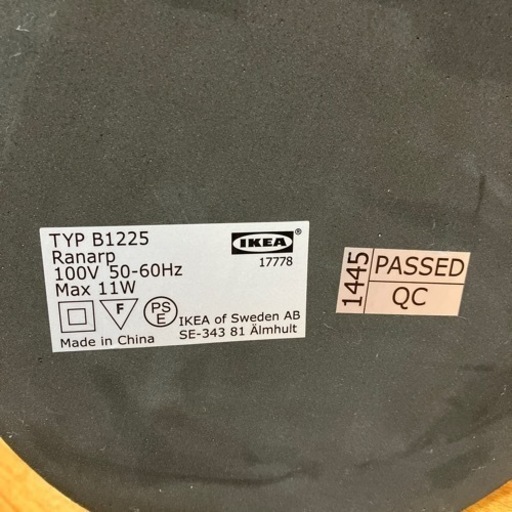 TYP B1225
Ranarp
100V 50-60Hz
Max 11W
IKEA®
17778
F
PS
E
IKEA of Sweden AB
SE-343 81 Älmhult
Made in China
1445
PASSED
QC